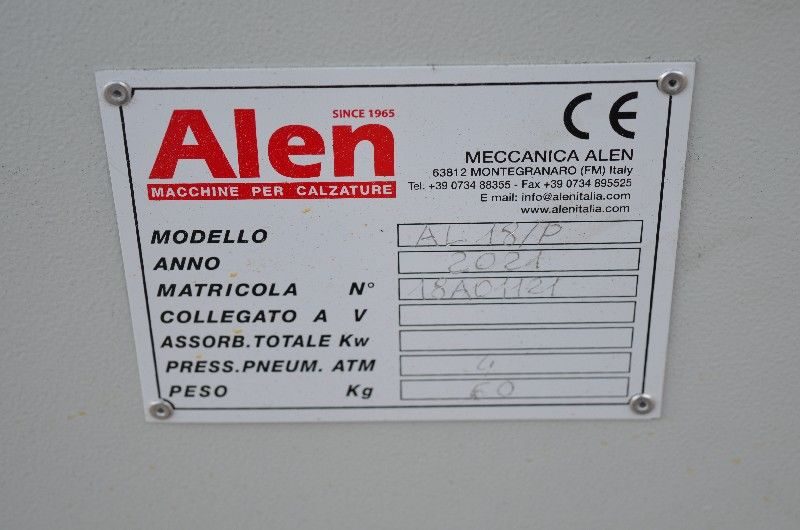 SINCE 1965
Alen
MACCHINE PER CALZATURE
CE
MECCANICA ALEN
63812 MONTEGRANARO (FM) Italy
Tel. +39 0734 88355 - Fax +39 0734 895525
E mail: info@alenitalia.com
www.alenitalia.com
MODELLO AL 18/P
ANNO 2021
MATRICOLA N° 18A01121
COLLEGATO A V
ASSORB.TOTALE Kw
PRESS.PNEUM. ATM 4
PESO Kg 60